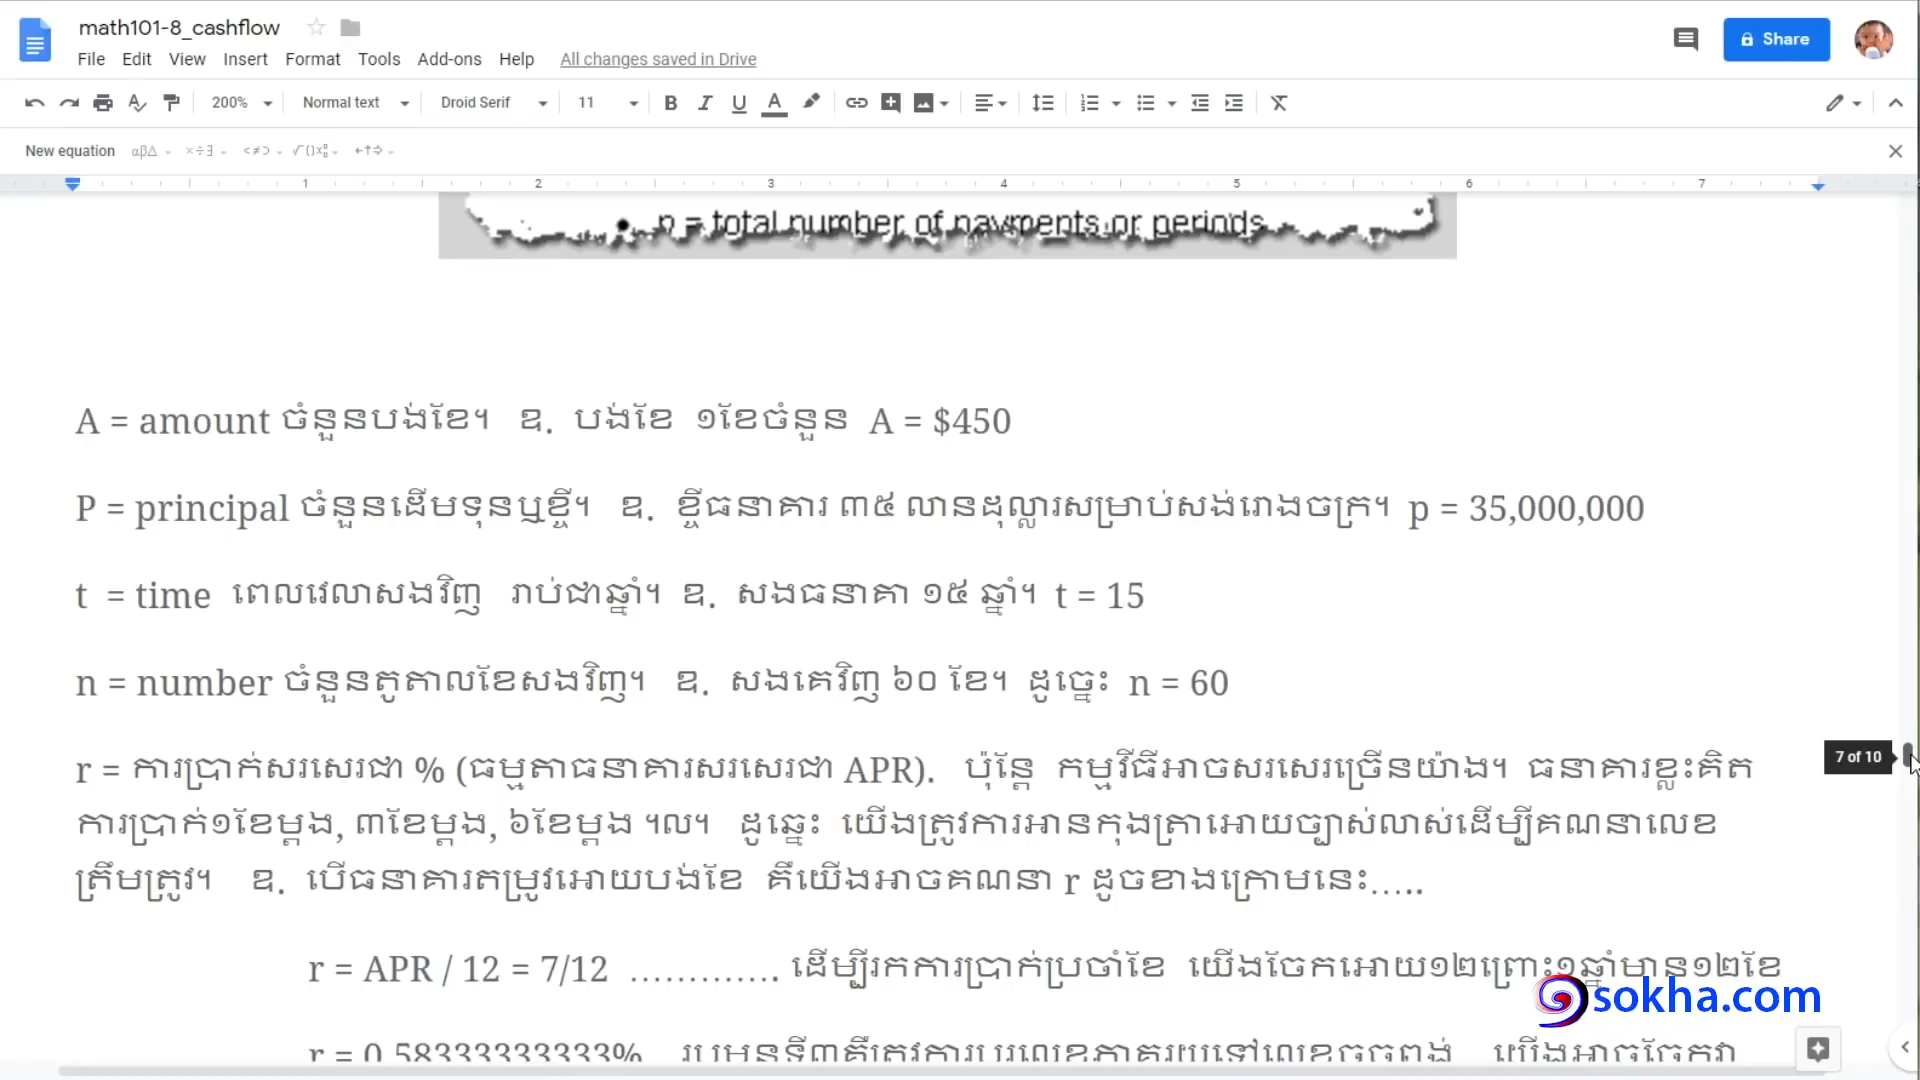 math101-8_cashflow
Share
File Edit View Insert Format Tools Add-ons Help All changes saved in Drive
200% Normal text Droid Serif 11 B I U A
New equation αβΔ ×÷∃ <≠⊃
1 2 3 4 5 6 7
n = total number of payments or periods
A = amount ចំនួនបង់ខែ។ ឧ. បង់ខែ ១ខែចំនួន A = $450
P = principal ចំនួនដើមទុនឬខ្ចី។ ឧ. ខ្ចីធនាគារ ៣៥ លានដុល្លារសម្រាប់សង់រោងចក្រ។ p = 35,000,000
t = time ពេលវេលាសងវិញ រាប់ជាឆ្នាំ។ ឧ. សងធនាគា ១៥ ឆ្នាំ។ t = 15
n = number ចំនួនតូតាលខែសងវិញ។ ឧ. សងគេវិញ ៦០ ខែ។ ដូច្នេះ n = 60
r = ការប្រាក់សរសេរជា % (ធម្មតាធនាគារសរសេរជា APR). ប៉ុន្តែ កម្មវីធីអាចសរសេរច្រើនយ៉ាង។ ធនាគារខ្លះគិត
ការប្រាក់១ខែម្តង, ៣ខែម្តង, ៦ខែម្តង ។ល។ ដូឆ្នេះ យើងត្រូវការអានកុងត្រាអោយច្បាស់លាស់ដើម្បីគណនាលេខ
ត្រឹមត្រូវ។ ឧ. បើធនាគារតម្រូវអោយបង់ខែ គឺយើងអាចគណនា r ដូចខាងក្រោមនេះ.....
7 of 10
r = APR / 12 = 7/12 ............. ដើម្បីរកការប្រាក់ប្រចាំខែ យើងចែកអោយ១២ព្រោះ១ឆ្នាំមាន១២ខែ
sokha.com
r = 0.58333333333%